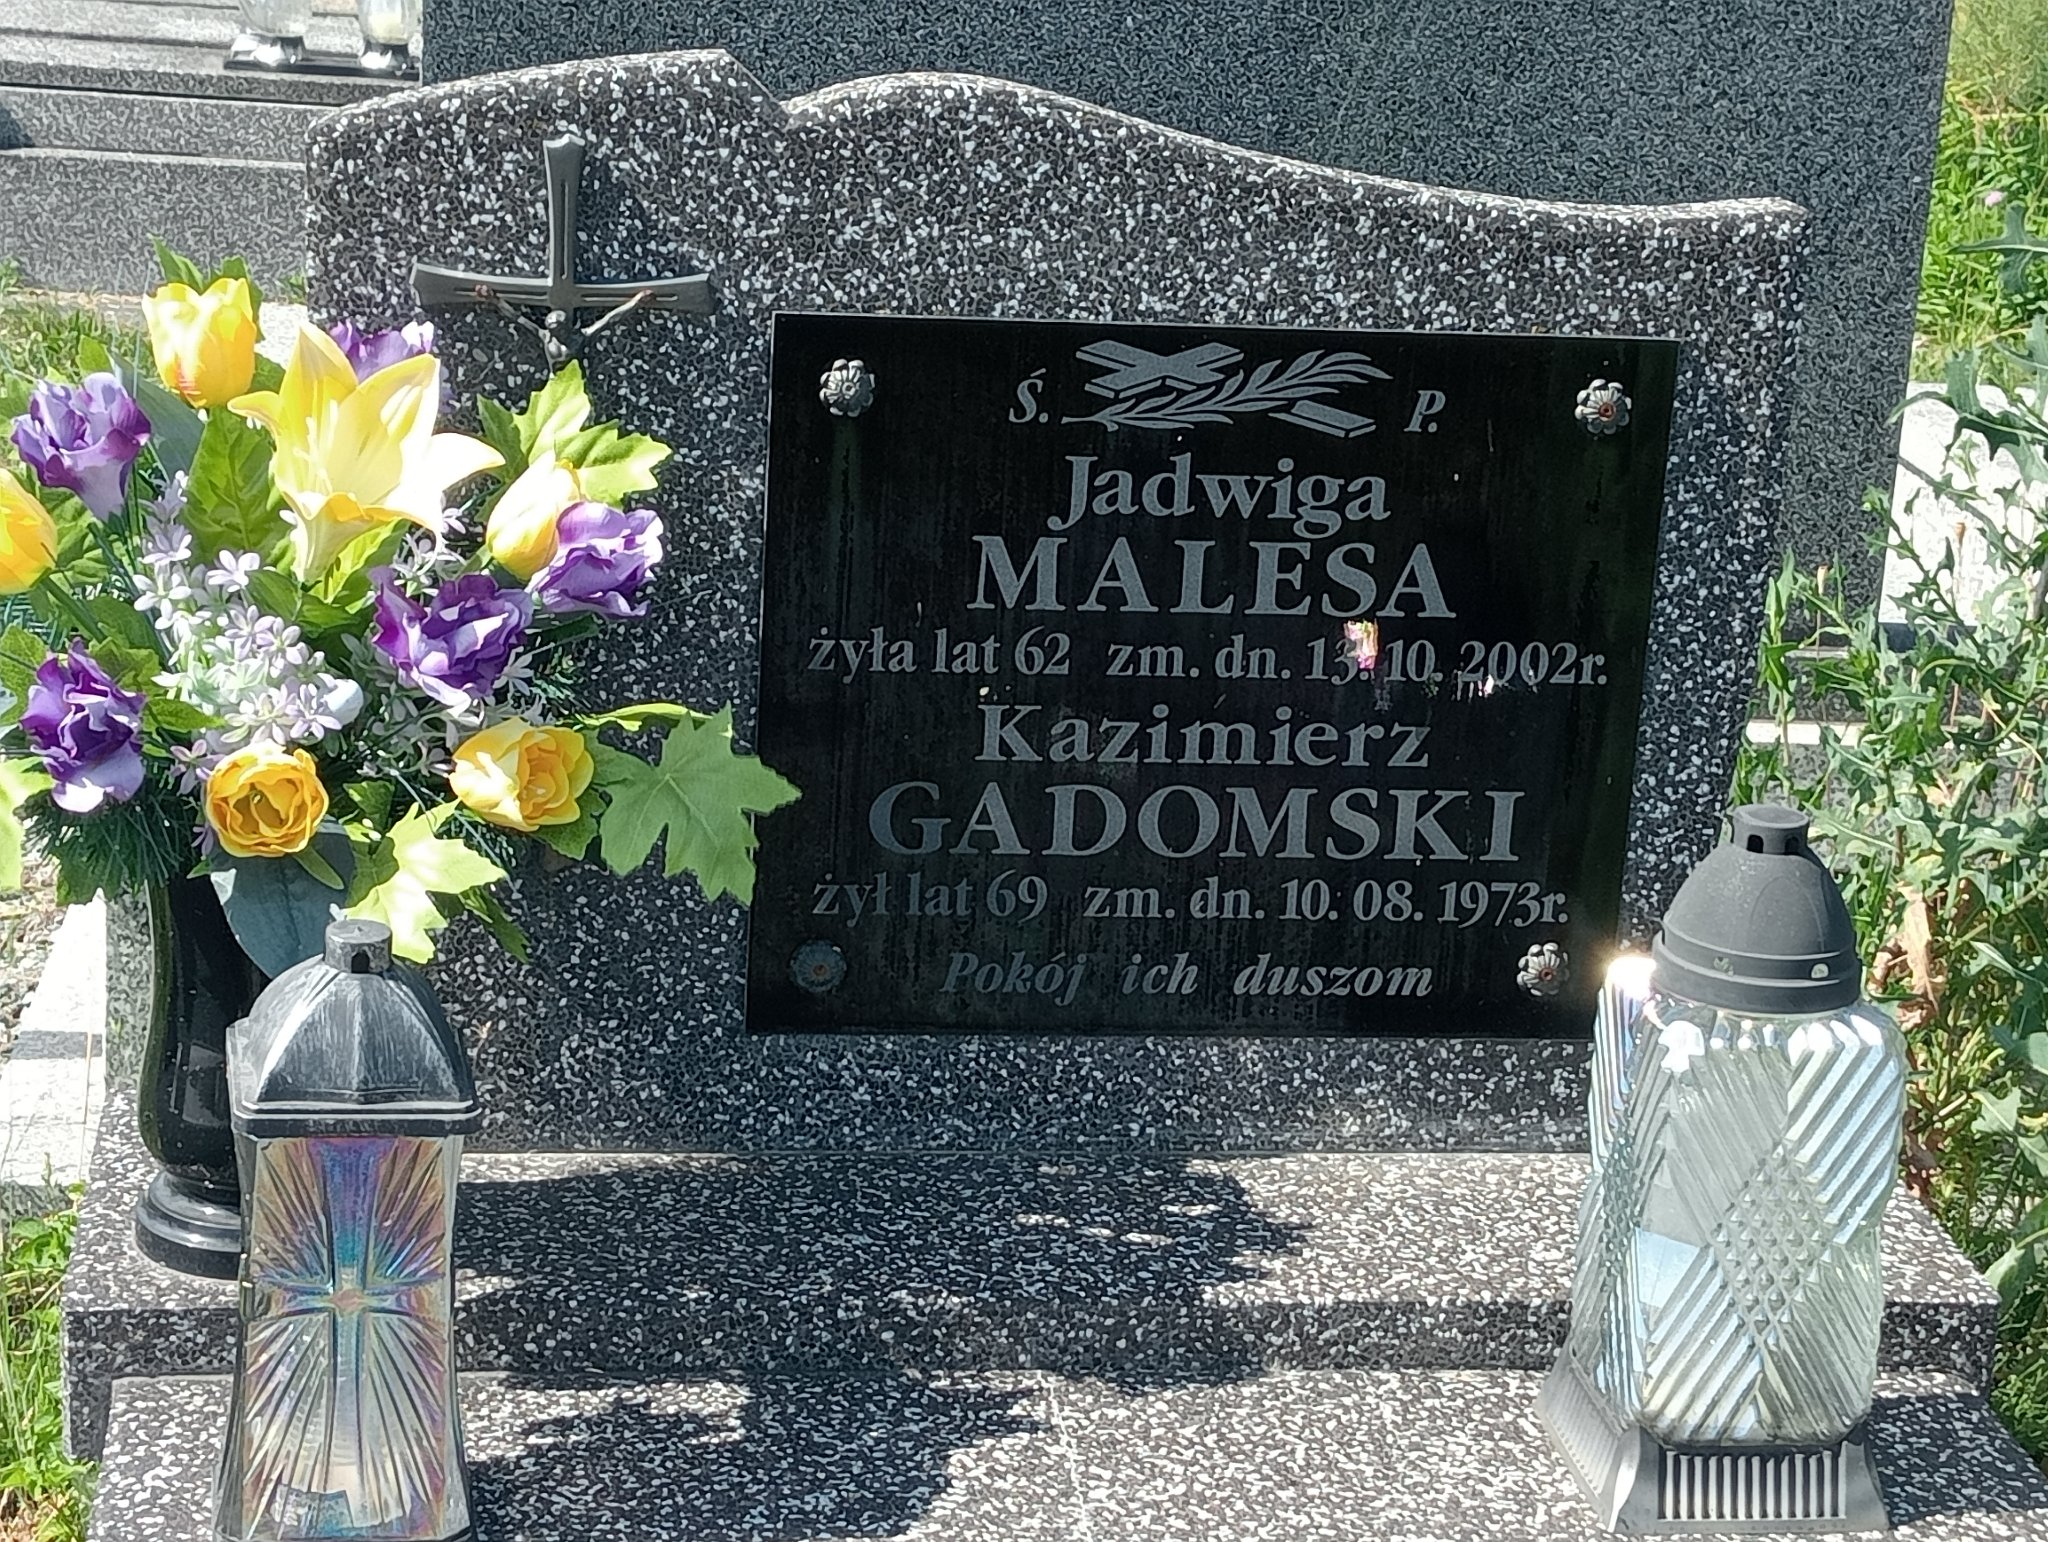 Ś. P.
Jadwiga
MALESA
żyła lat 62 zm. dn. 13. 10. 2002r.
Kazimierz
GADOMSKI
żył lat 69 zm. dn. 10. 08. 1973r.
Pokój ich duszom